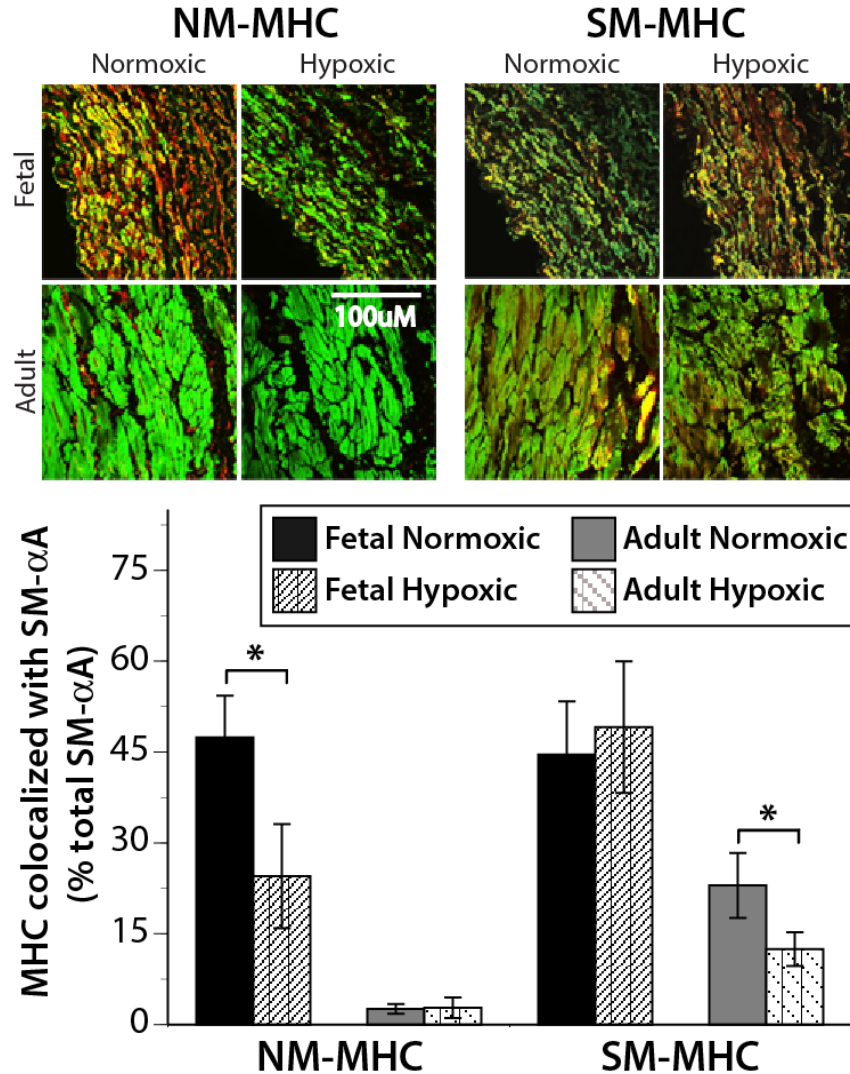 NM-MHC SM-MHC
Normoxic Hypoxic Normoxic Hypoxic
Fetal
100uM
Adult
Fetal Normoxic Adult Normoxic
Fetal Hypoxic Adult Hypoxic
MHC colocalized with SM-αA
(% total SM-αA)
75
60
45
30
15
0
*
*
NM-MHC SM-MHC